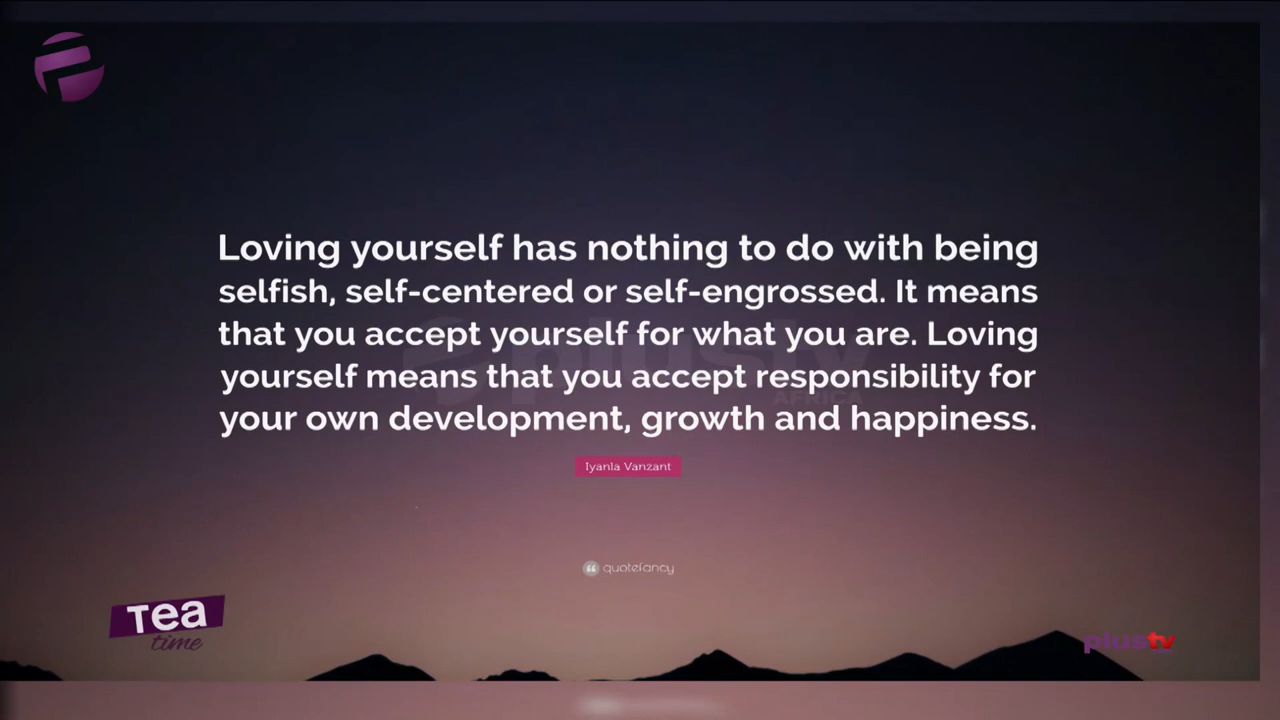 Loving yourself has nothing to do with being
selfish, self-centered or self-engrossed. It means
that you accept yourself for what you are. Loving
yourself means that you accept responsibility for
your own development, growth and happiness.
Iyanla Vanzant
quotefancy
Tea
time
plustv
plustv
AFRICA